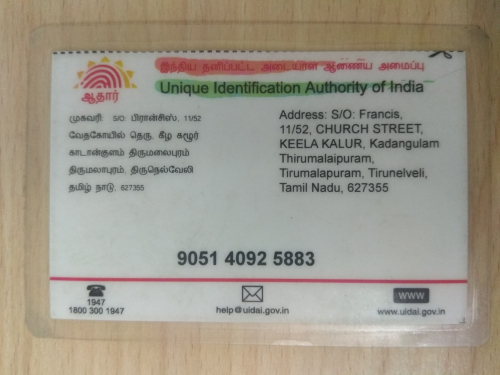 இந்திய தனிப்பட்ட அடையாள ஆணைய அமைப்பு
Unique Identification Authority of India
ஆதார்
முகவரி S/O பிரான்சிஸ், 11/52
வேதகோயில் தெரு, கீழ கலூர்
காடான்குளம் திருமலைபுரம்
திருமலாபுரம், திருநெல்வேலி
தமிழ் நாடு, 627355
Address: S/O: Francis,
11/52, CHURCH STREET,
KEELA KALUR, Kadangulam
Thirumalaipuram,
Tirumalapuram, Tirunelveli,
Tamil Nadu, 627355
9051 4092 5883
1947
1800 300 1947
help@uidai.gov.in
WWW
www.uidai.gov.in